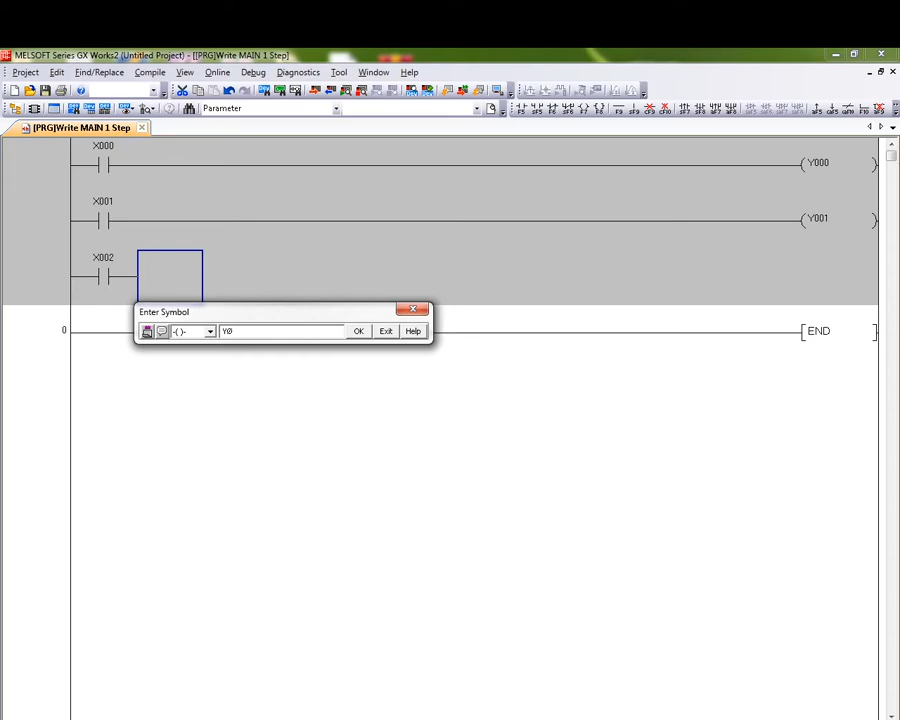 MELSOFT Series GX Works2 (Untitled Project) - [[PRG]Write MAIN 1 Step]
Project Edit Find/Replace Compile View Online Debug Diagnostics Tool Window Help
Parameter
[PRG]Write MAIN 1 Step
X000
Y000
X001
Y001
X002
Enter Symbol
-( )- YØ OK Exit Help
0
END